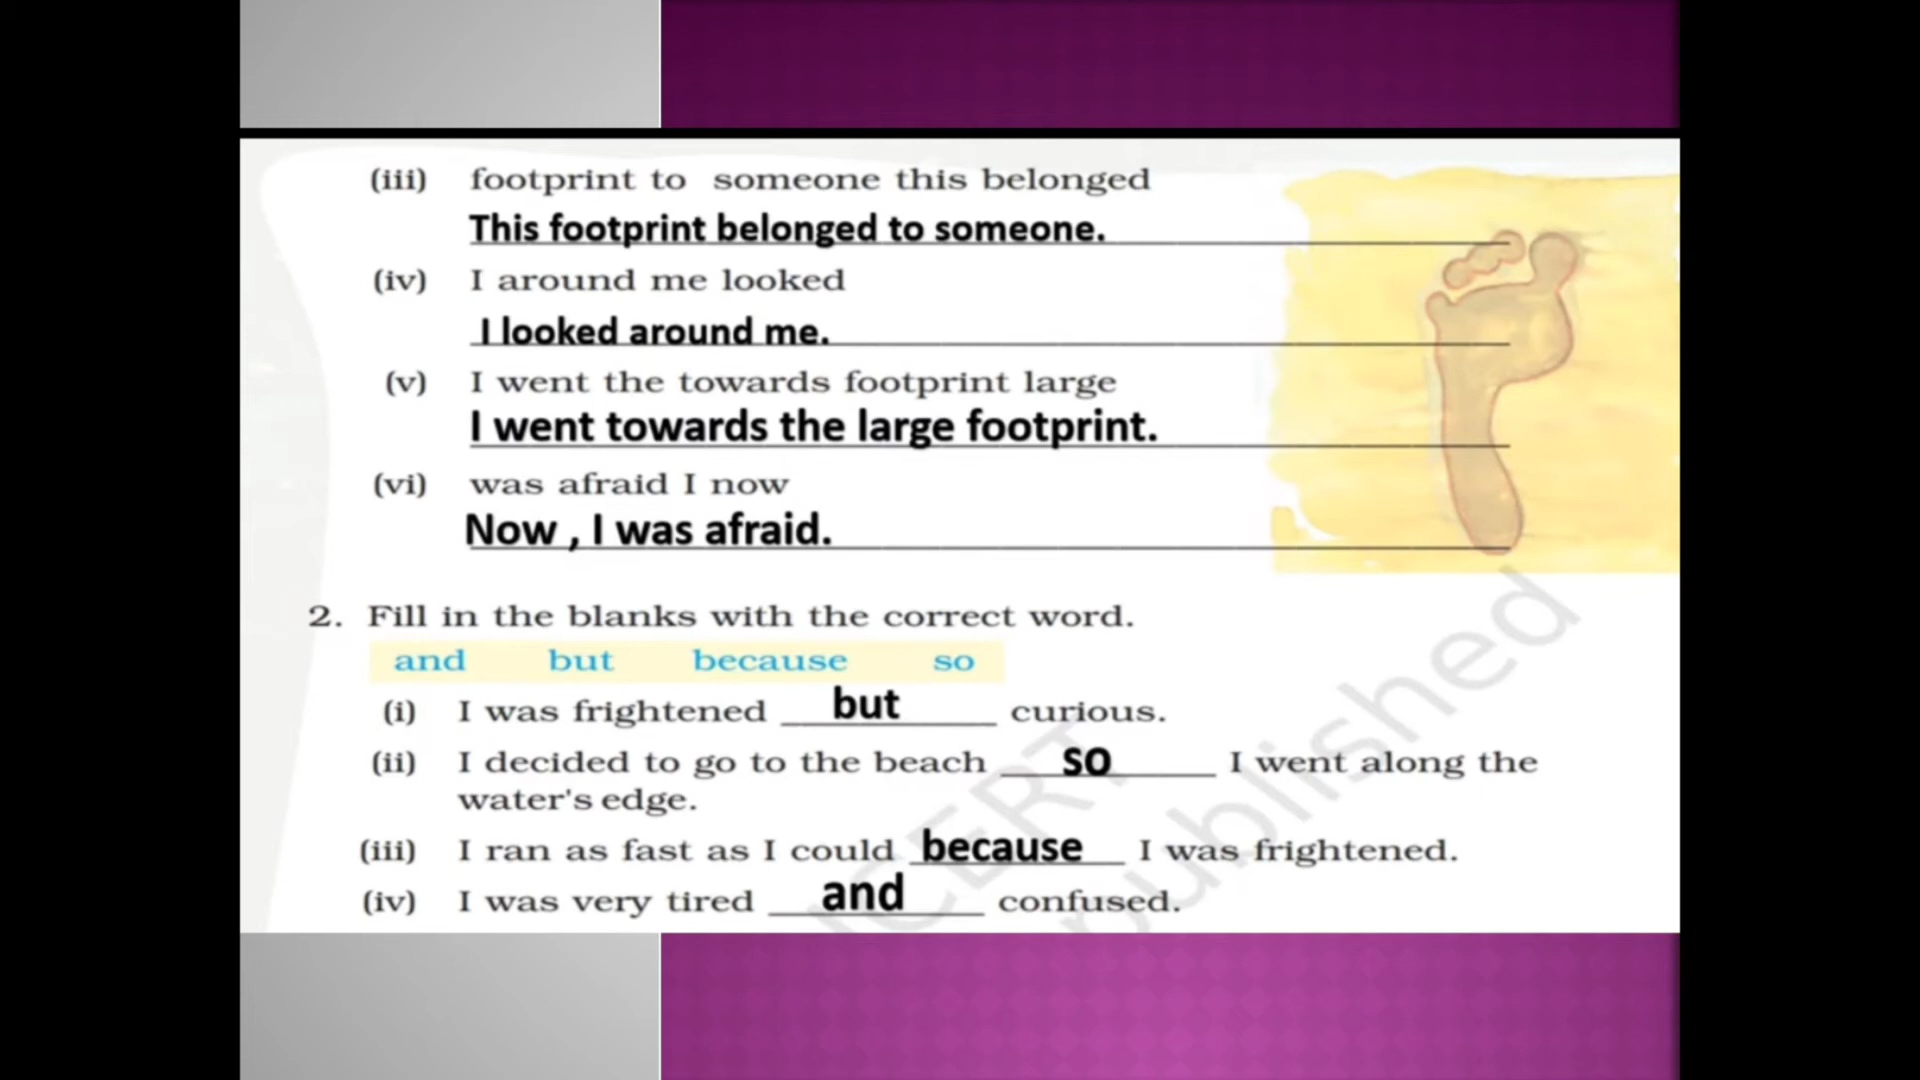 (iii) footprint to someone this belonged
This footprint belonged to someone.
(iv) I around me looked
I looked around me.
(v) I went the towards footprint large
I went towards the large footprint.
(vi) was afraid I now
Now , I was afraid.
2. Fill in the blanks with the correct word.
and but because so
(i) I was frightened but curious.
(ii) I decided to go to the beach so I went along the
water's edge.
(iii) I ran as fast as I could because I was frightened.
(iv) I was very tired and confused.
published